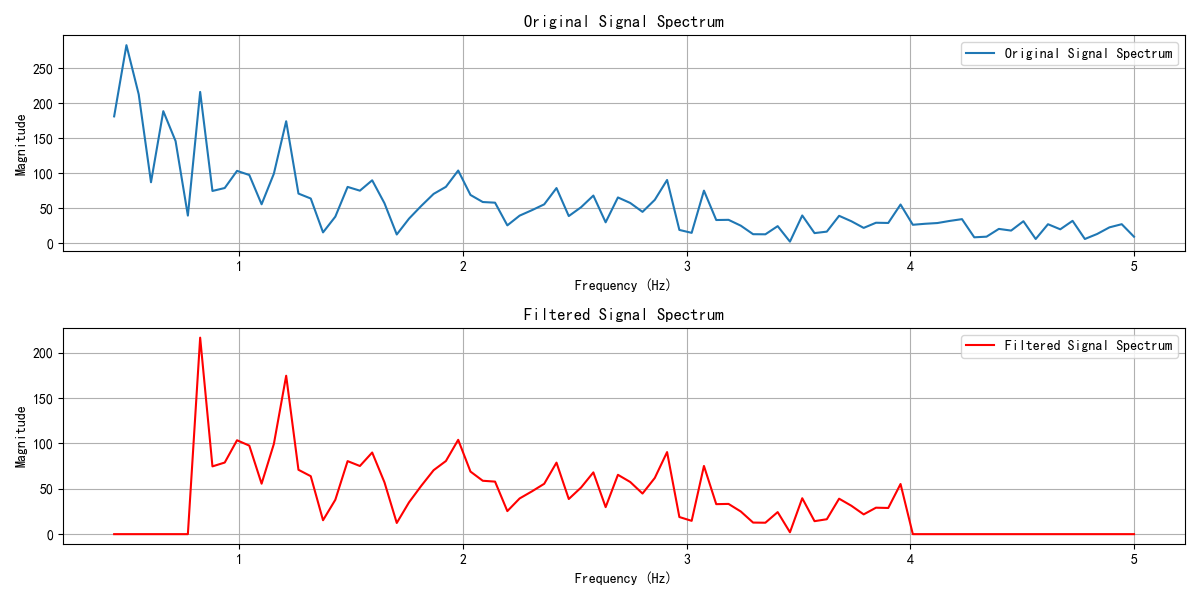 Original Signal Spectrum
Original Signal Spectrum
250
200
150
100
50
0
Magnitude
1 2 3 4 5
Frequency (Hz)
Filtered Signal Spectrum
Filtered Signal Spectrum
200
150
100
50
0
Magnitude
1 2 3 4 5
Frequency (Hz)